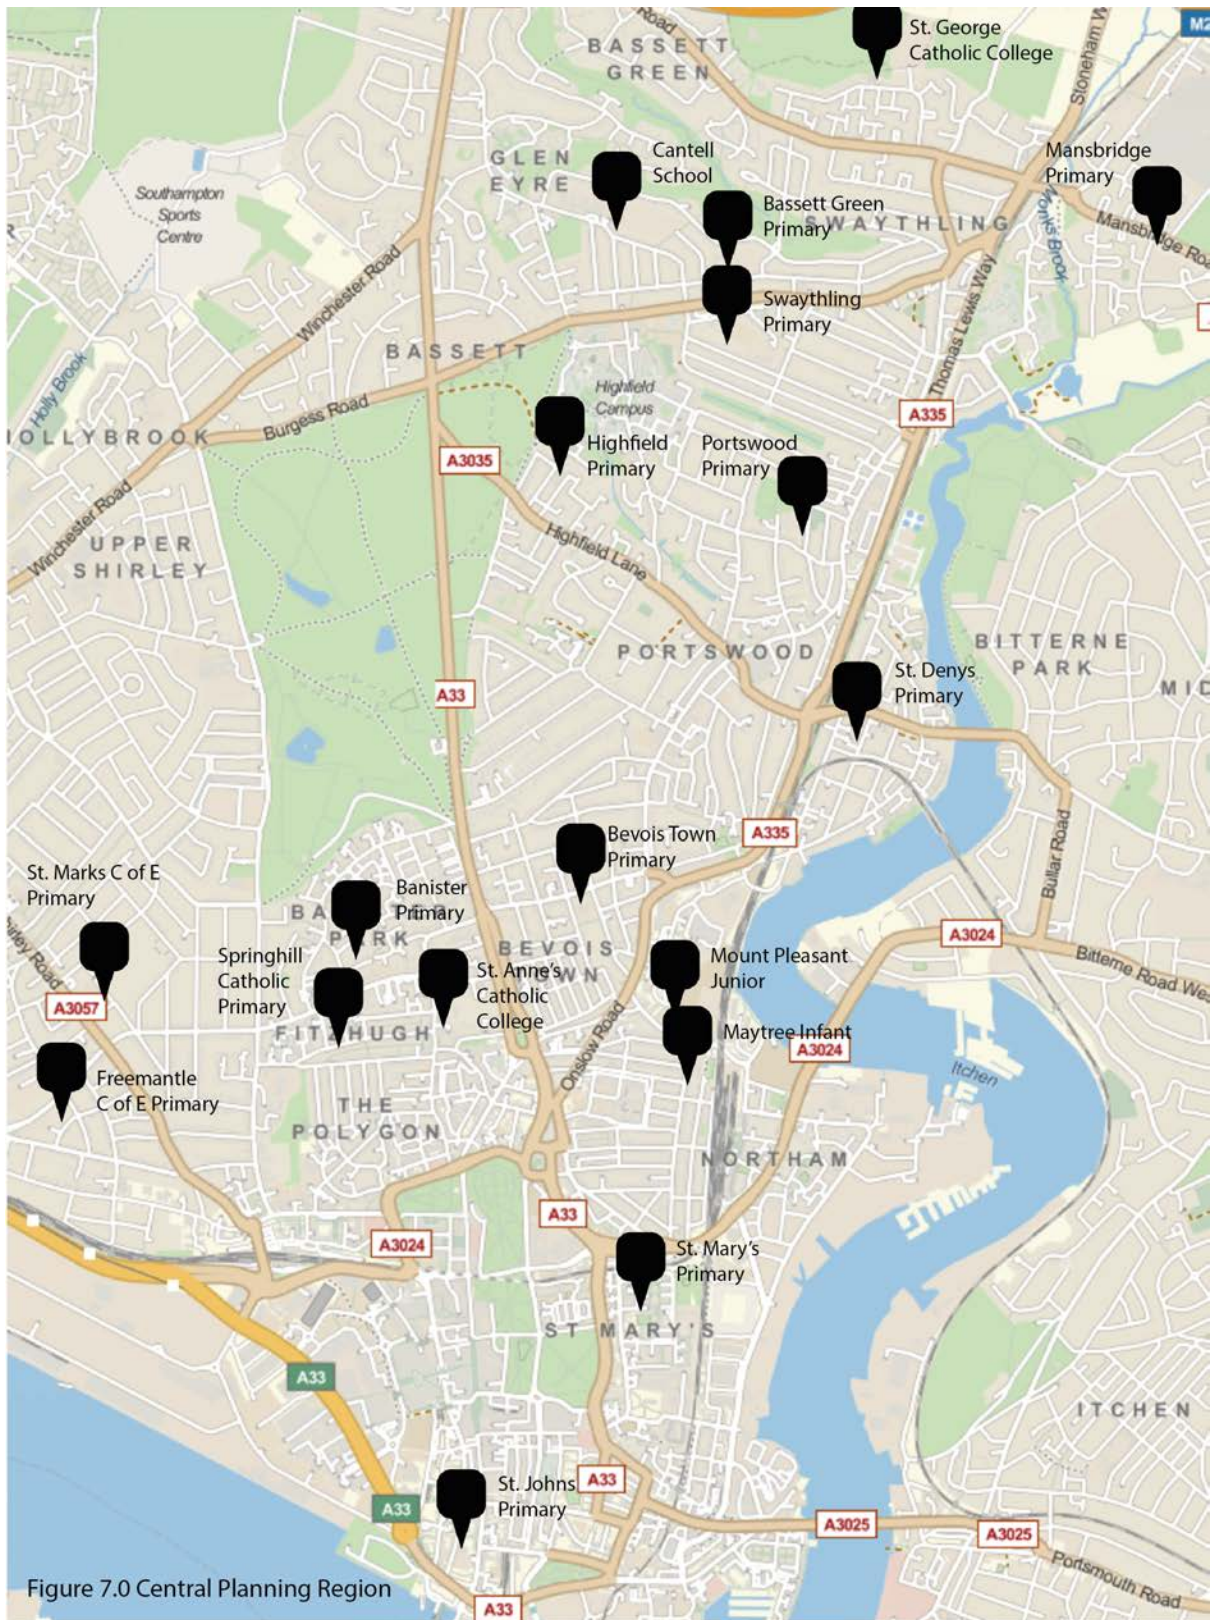 Road
BASSETT
GREEN
St. George
Catholic College
M2
Stoneham W
GLEN
EYRE
Cantell
School
Mansbridge
Primary
Southampton
Sports
Centre
Bassett Green
Primary
SWAYTHLING
Monks Brook
Mansbridge Roa
Winchester Road
Swaythling
Primary
Thomas Lewis Way
BASSETT
Holly Brook
Highfield
Campus
Burgess Road
HOLLYBROOK
A335
A3035
Highfield
Primary
Portswood
Primary
Winchester Road
UPPER
SHIRLEY
Highfield Lane
PORTSWOOD
BITTERNE
PARK
St. Denys
Primary
MID
A33
A335
Bevois Town
Primary
Bullar Road
St. Marks C of E
Primary
Banister
Primary
PARK
Shirley Road
A3024
Bitterne Road Wes
BEVOIS
TOWN
Springhill
Catholic
Primary
St. Anne's
Catholic
College
Mount Pleasant
Junior
A3057
FITZHUGH
Onslow Road
Maytree Infant
A3024
Itchen
Freemantle
C of E Primary
THE
POLYGON
NORTHAM
A33
A3024
St. Mary's
Primary
ST MARY'S
A33
ITCHEN
St. Johns
Primary
A33
A33
A3025
A3025
Portsmouth Road
Figure 7.0 Central Planning Region
A33